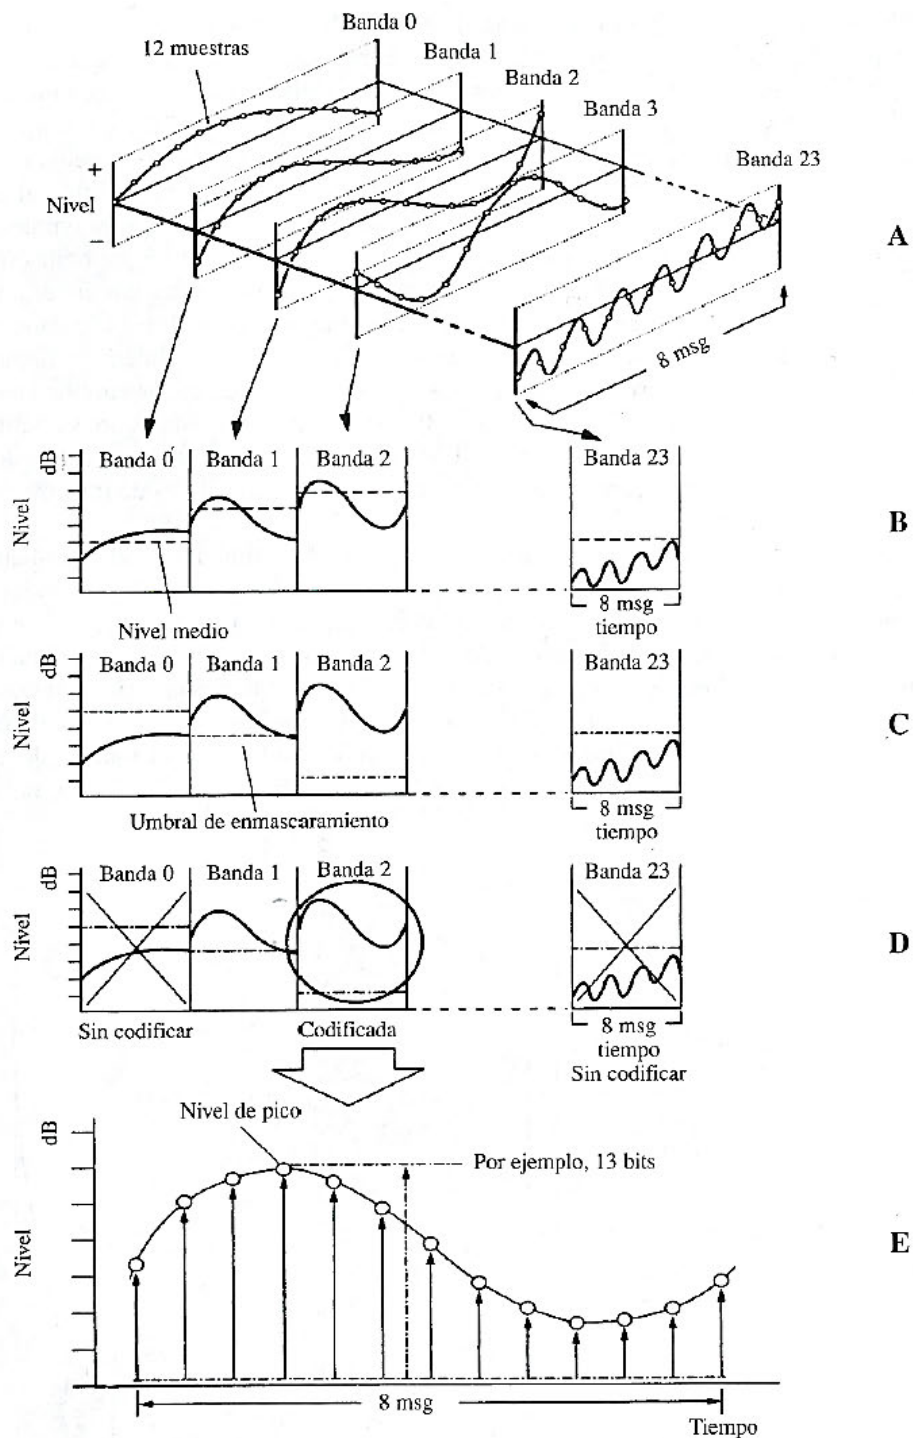 Banda 0
12 muestras
Banda 1
Banda 2
Banda 3
Banda 23
+
Nivel
−
A
8 msg
dB
Banda 0
Banda 1
Banda 2
Banda 23
Nivel
B
8 msg
tiempo
Nivel medio
dB
Banda 0
Banda 1
Banda 2
Banda 23
C
8 msg
tiempo
Umbral de enmascaramiento
dB
Banda 0
Banda 1
Banda 2
Banda 23
Nivel
D
Sin codificar
Codificada
8 msg
tiempo
Sin codificar
dB
Nivel de pico
Por ejemplo, 13 bits
Nivel
E
8 msg
Tiempo